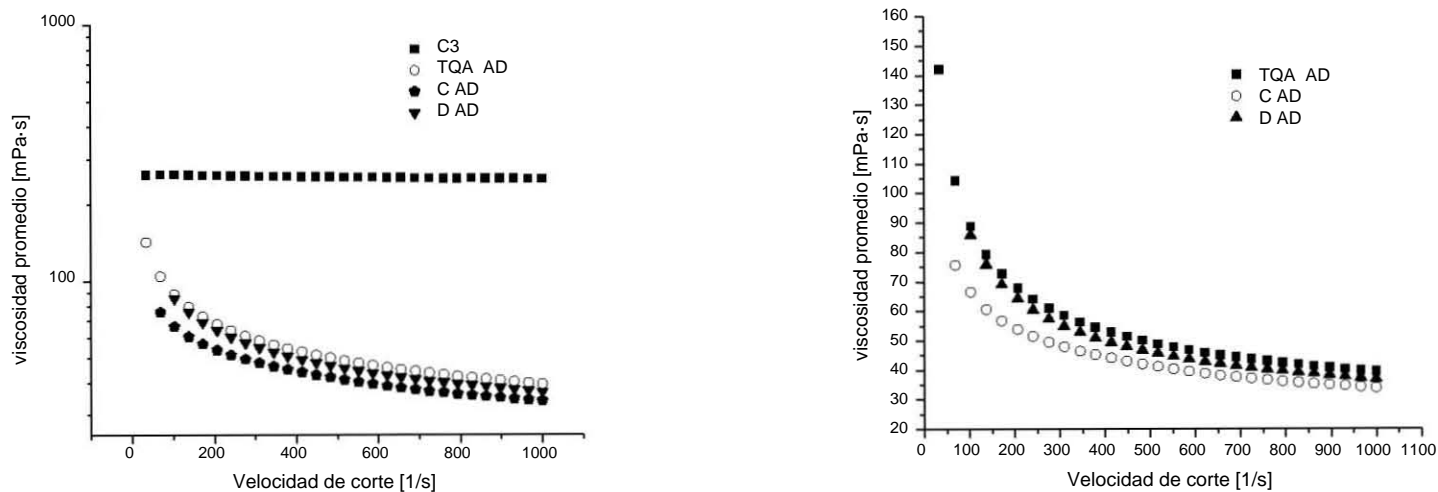 1000
100
viscosidad promedio [mPa·s]
C3
TQA AD
C AD
D AD
0 200 400 600 800 1000
Velocidad de corte [1/s]
160
150
140
130
120
110
100
90
80
70
60
50
40
30
20
viscosidad promedio [mPa·s]
TQA AD
C AD
D AD
0 100 200 300 400 500 600 700 800 900 1000 1100
Velocidad de corte [1/s]